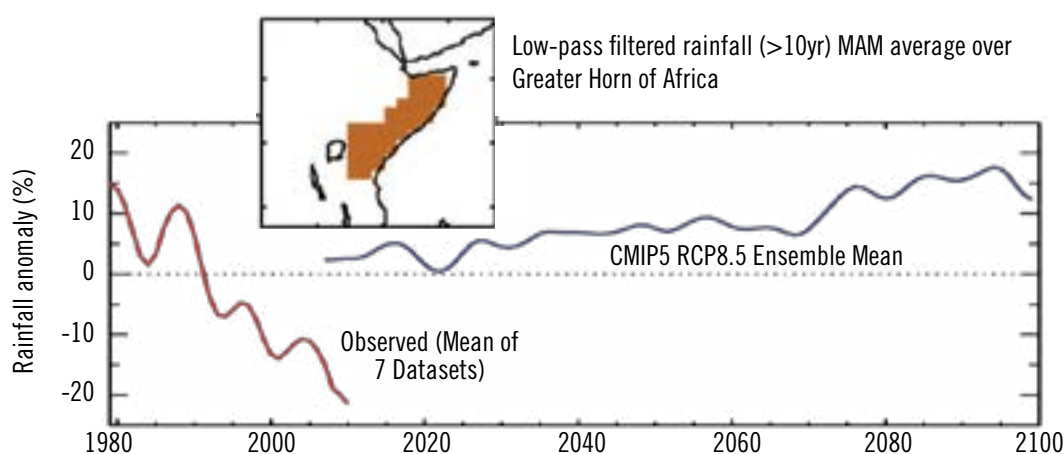 Low-pass filtered rainfall (>10yr) MAM average over
Greater Horn of Africa
Rainfall anomaly (%)
20
10
0
-10
-20
CMIP5 RCP8.5 Ensemble Mean
Observed (Mean of
7 Datasets)
1980
2000
2020
2040
2060
2080
2100